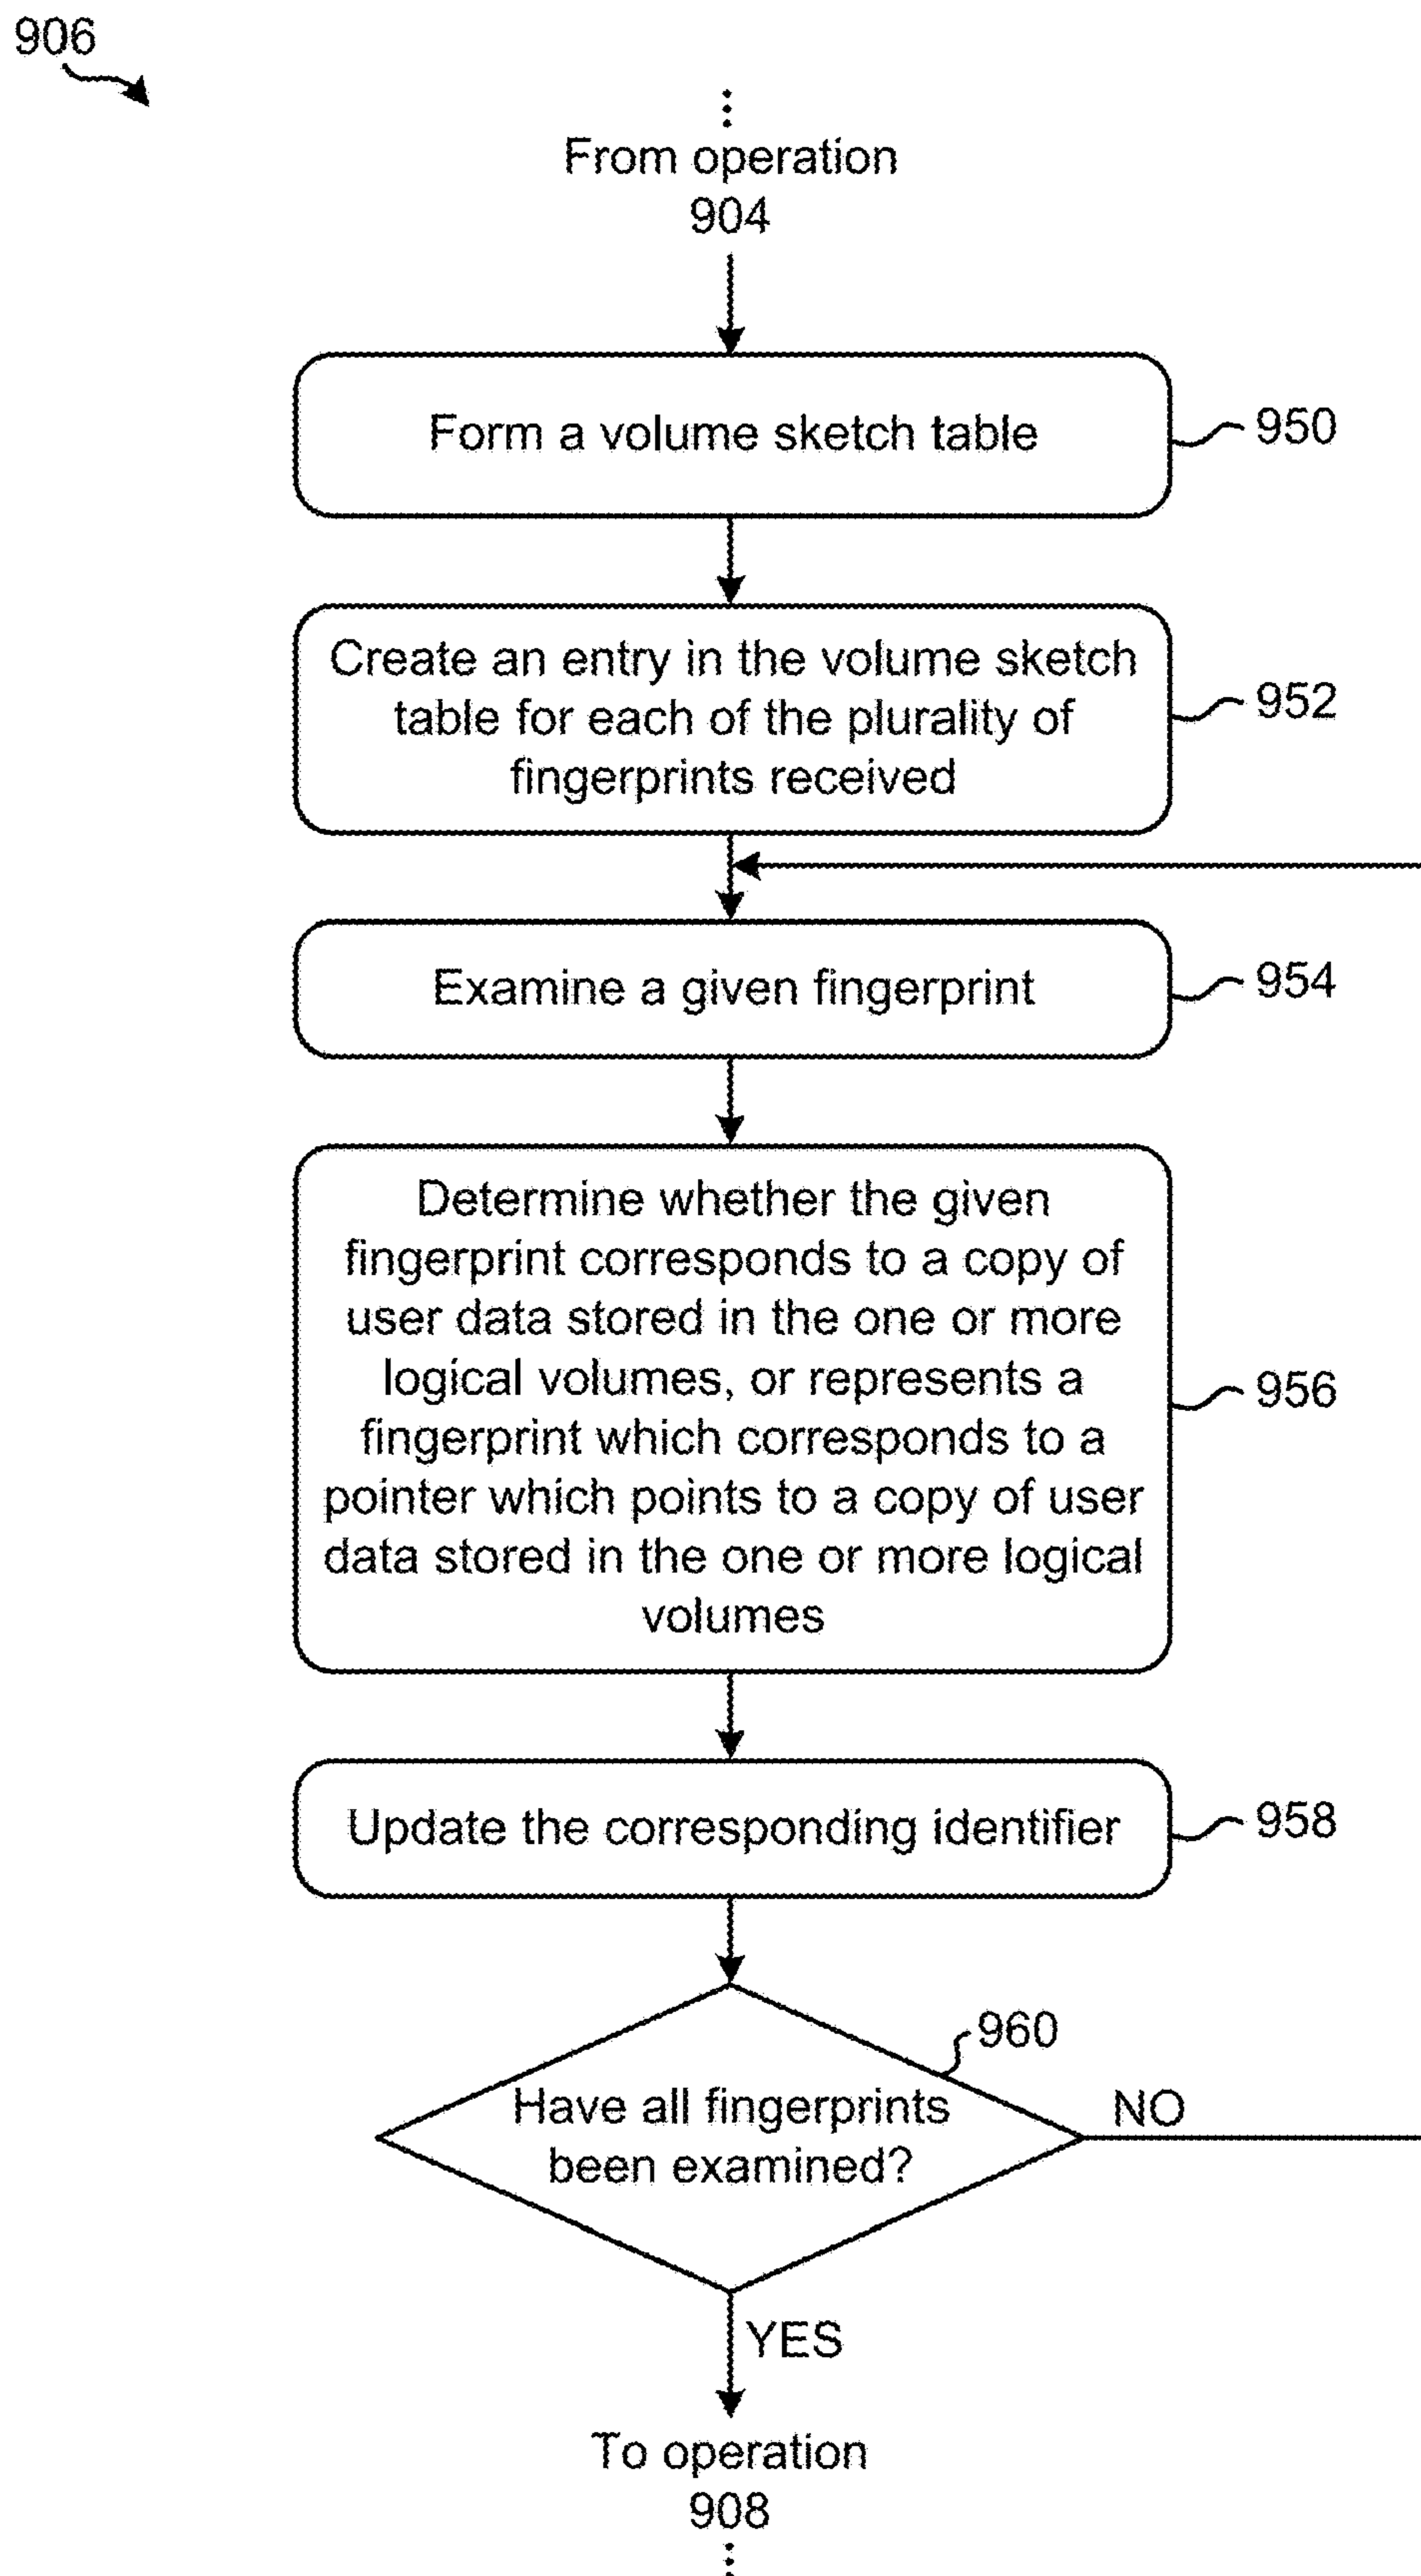 906
From operation
904
Form a volume sketch table
950
Create an entry in the volume sketch
table for each of the plurality of
fingerprints received
952
Examine a given fingerprint
954
Determine whether the given
fingerprint corresponds to a copy of
user data stored in the one or more
logical volumes, or represents a
fingerprint which corresponds to a
pointer which points to a copy of user
data stored in the one or more logical
volumes
956
Update the corresponding identifier
958
960
Have all fingerprints
been examined?
NO
YES
To operation
908